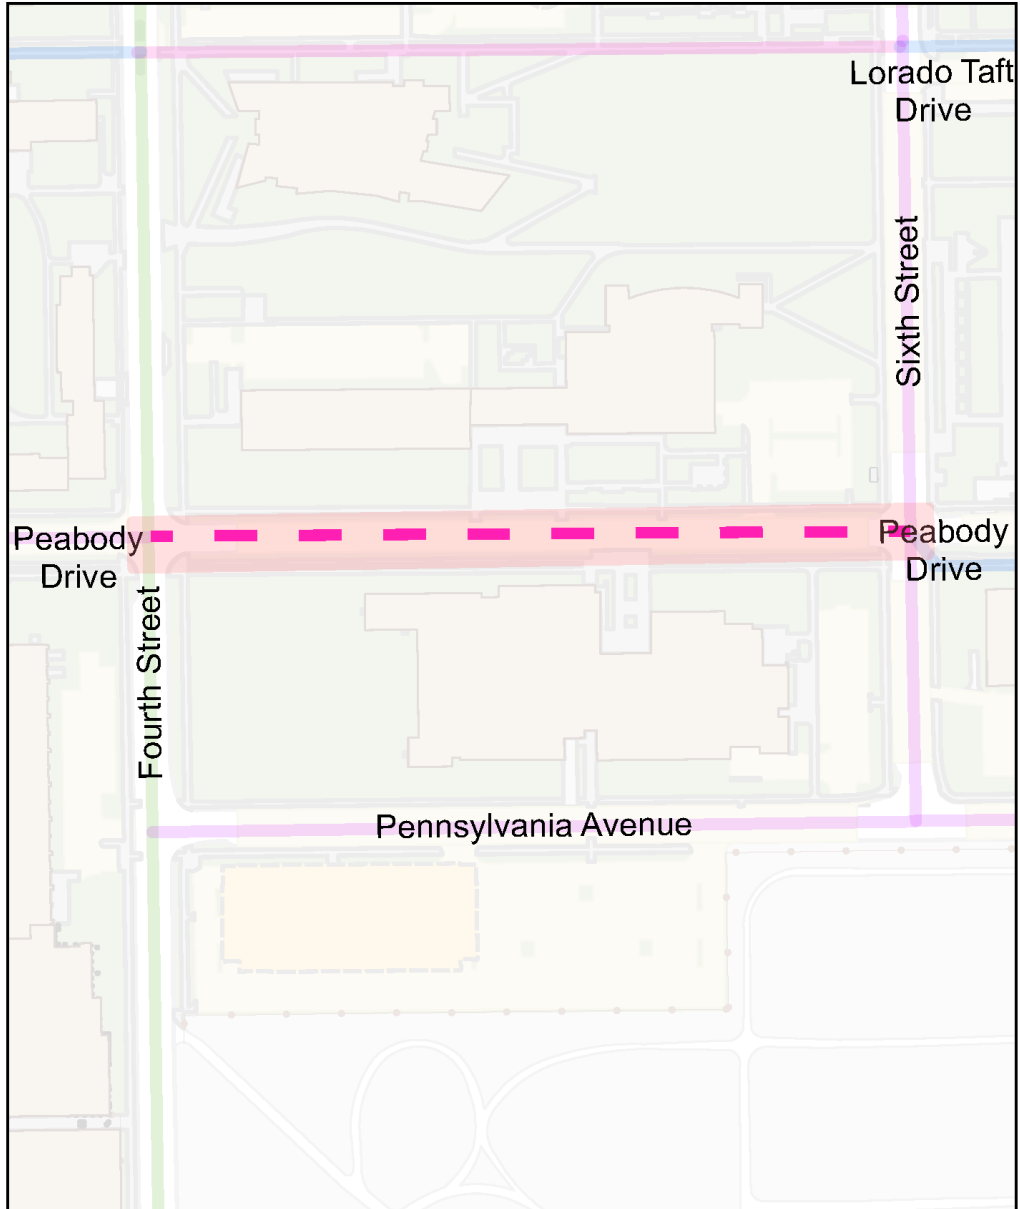 Lorado Taft
Drive
Sixth Street
Peabody
Drive
Peabody
Drive
Fourth Street
Pennsylvania Avenue